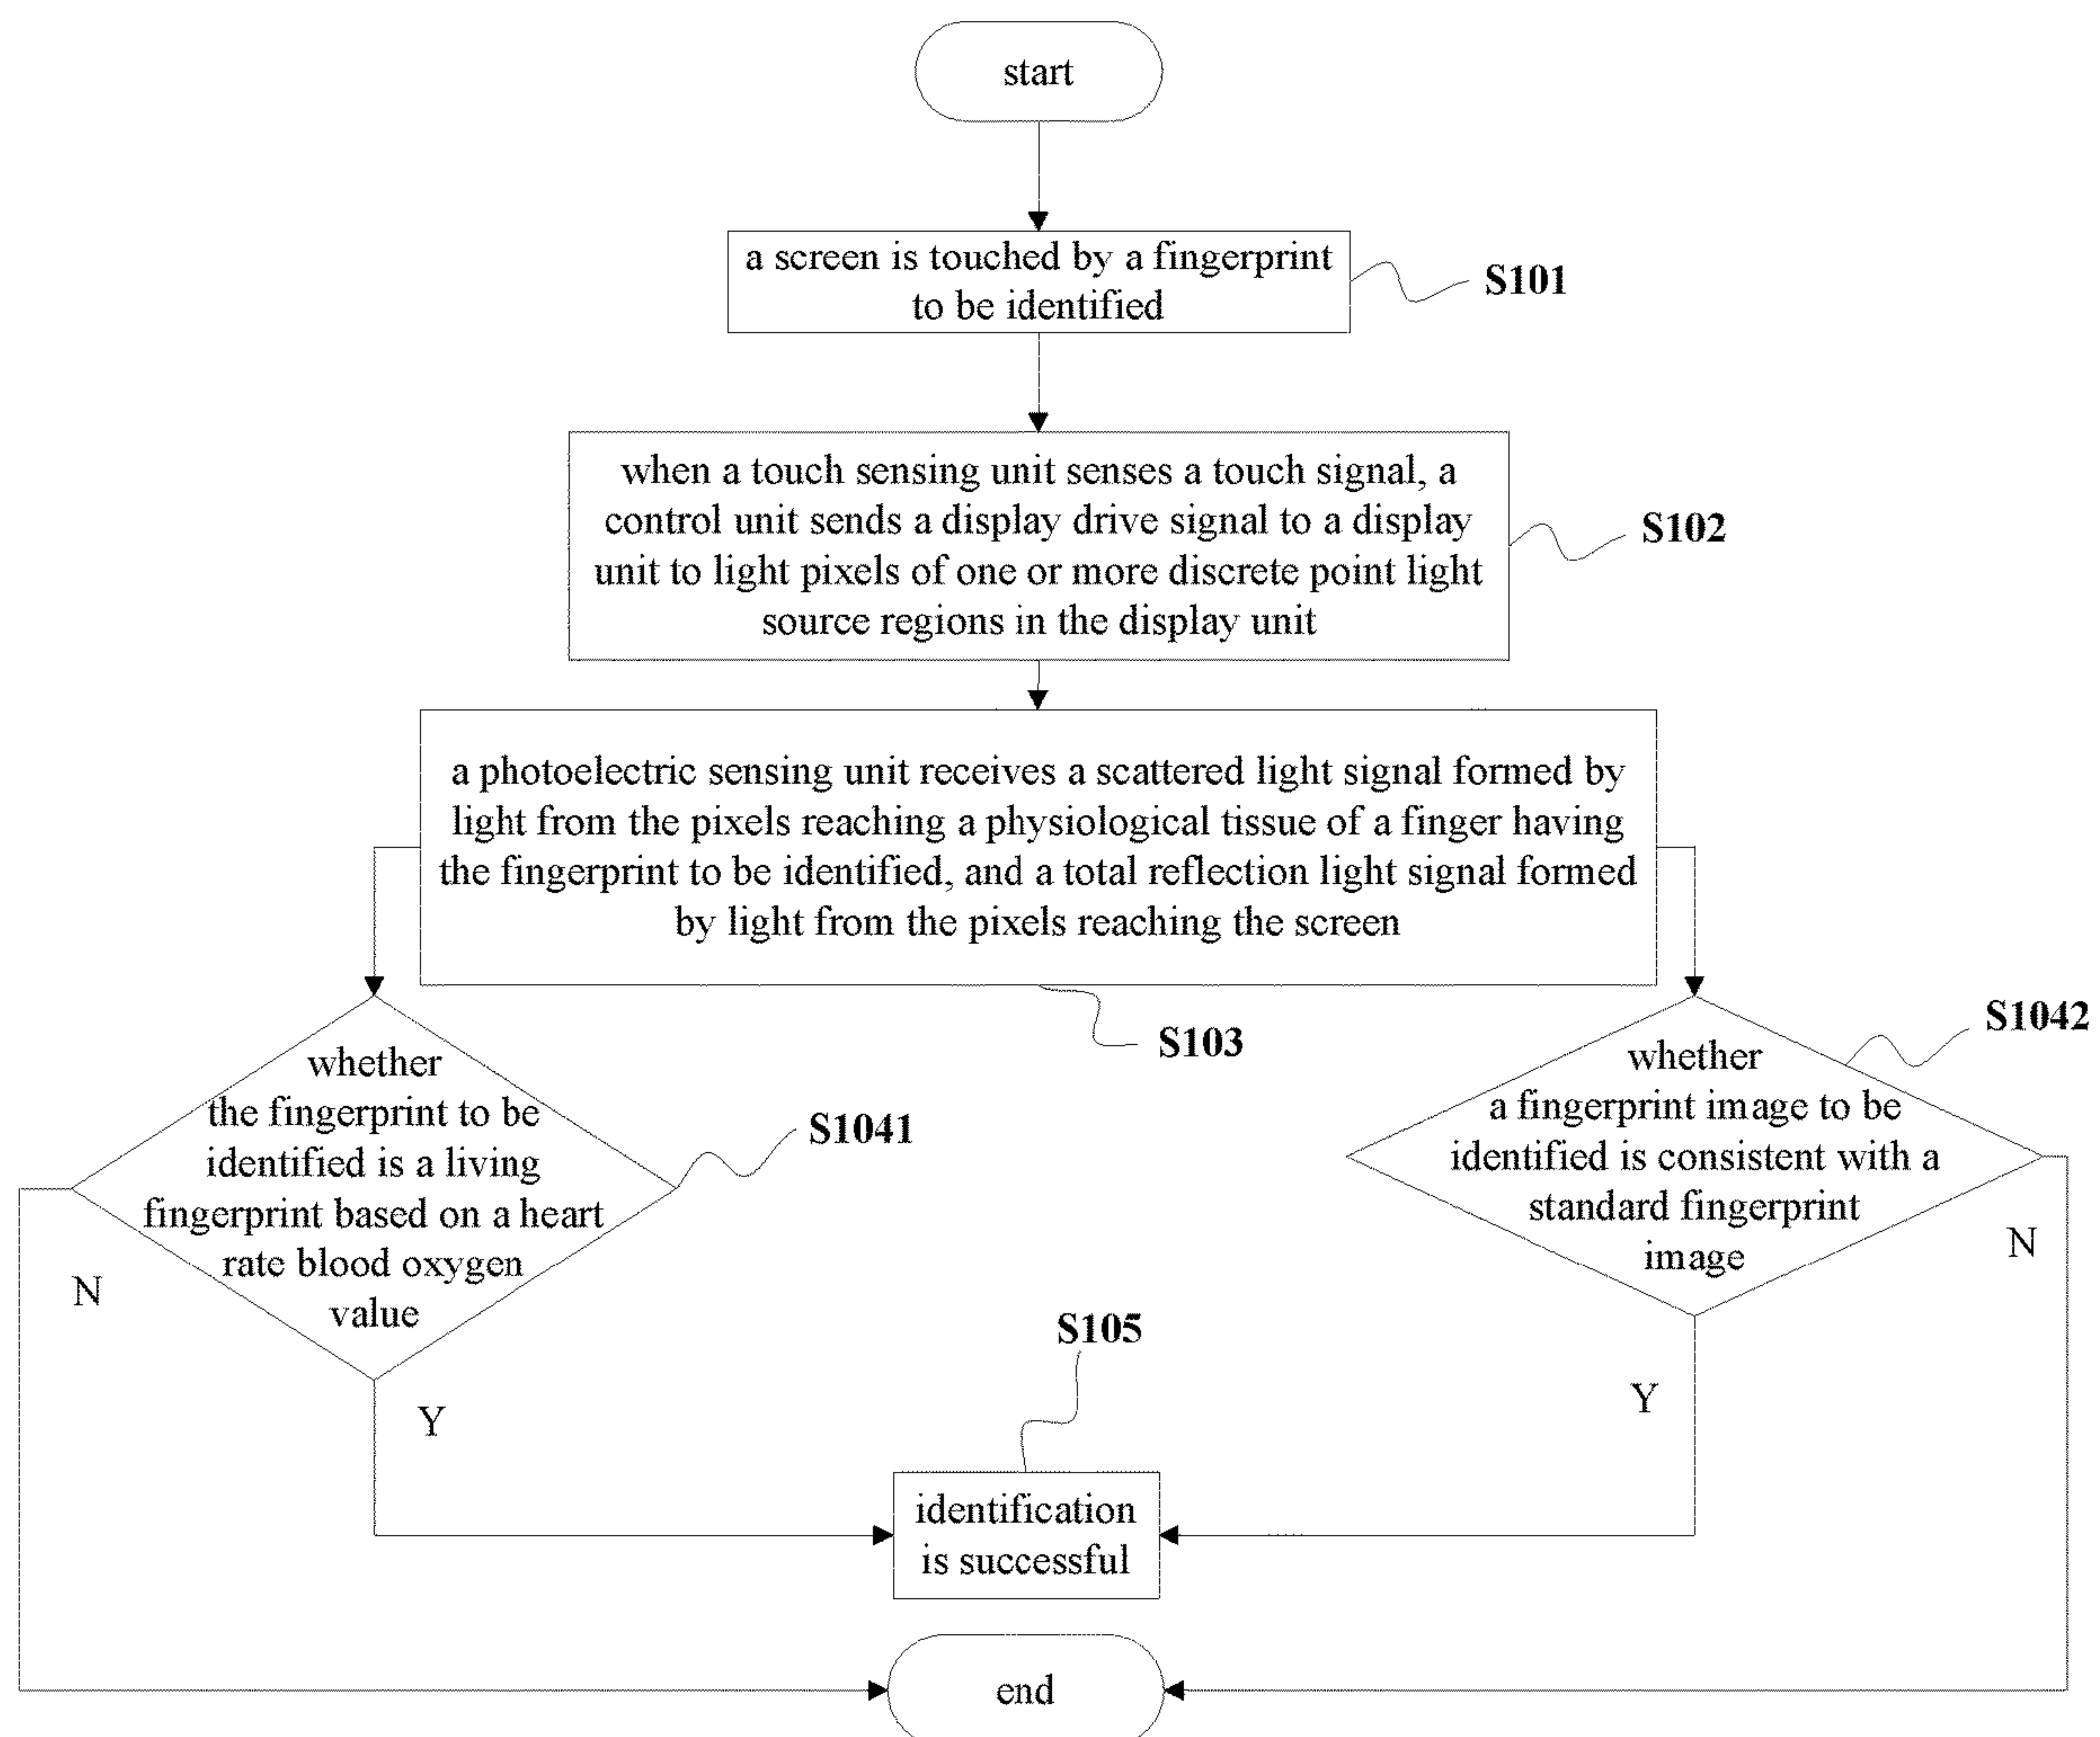 start
a screen is touched by a fingerprint
to be identified
S101
when a touch sensing unit senses a touch signal, a
control unit sends a display drive signal to a display
unit to light pixels of one or more discrete point light
source regions in the display unit
S102
a photoelectric sensing unit receives a scattered light signal formed by
light from the pixels reaching a physiological tissue of a finger having
the fingerprint to be identified, and a total reflection light signal formed
by light from the pixels reaching the screen
S103
whether
the fingerprint to be
identified is a living
fingerprint based on a heart
rate blood oxygen
value
S1041
N
Y
whether
a fingerprint image to be
identified is consistent with a
standard fingerprint
image
S1042
N
Y
S105
identification
is successful
end